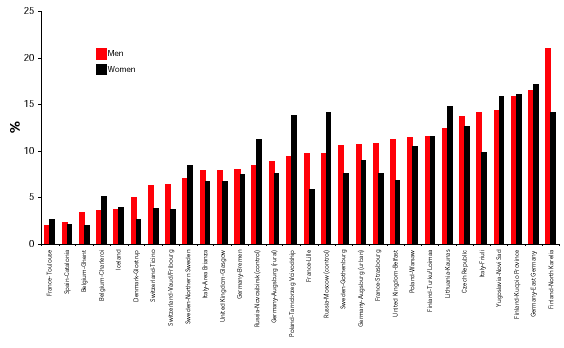 25
20
15
10
5
0
%
Men
Women
France-Toulouse
Spain-Catalonia
Belgium-Ghent
Belgium-Charleroi
Iceland
Denmark-Glostrup
Switzerland-Ticino
Switzerland-Vaud/Fribourg
Sweden-Northern Sweden
Italy-Area Brianza
United Kingdom-Glasgow
Germany-Bremen
Russia-Novosibirsk (control)
Germany-Augsburg (rural)
Poland-Tarnobrzeg Voivodship
France-Lille
Russia-Moscow (control)
Sweden-Gothenburg
Germany-Augsburg (urban)
France-Strasbourg
United Kingdom-Belfast
Poland-Warsaw
Finland-Turku/Loimaa
Lithuania-Kaunas
Czech Republic
Italy-Friuli
Yugoslavia-Novi Sad
Finland-Kuopio Province
Germany-East Germany
Finland-North Karelia